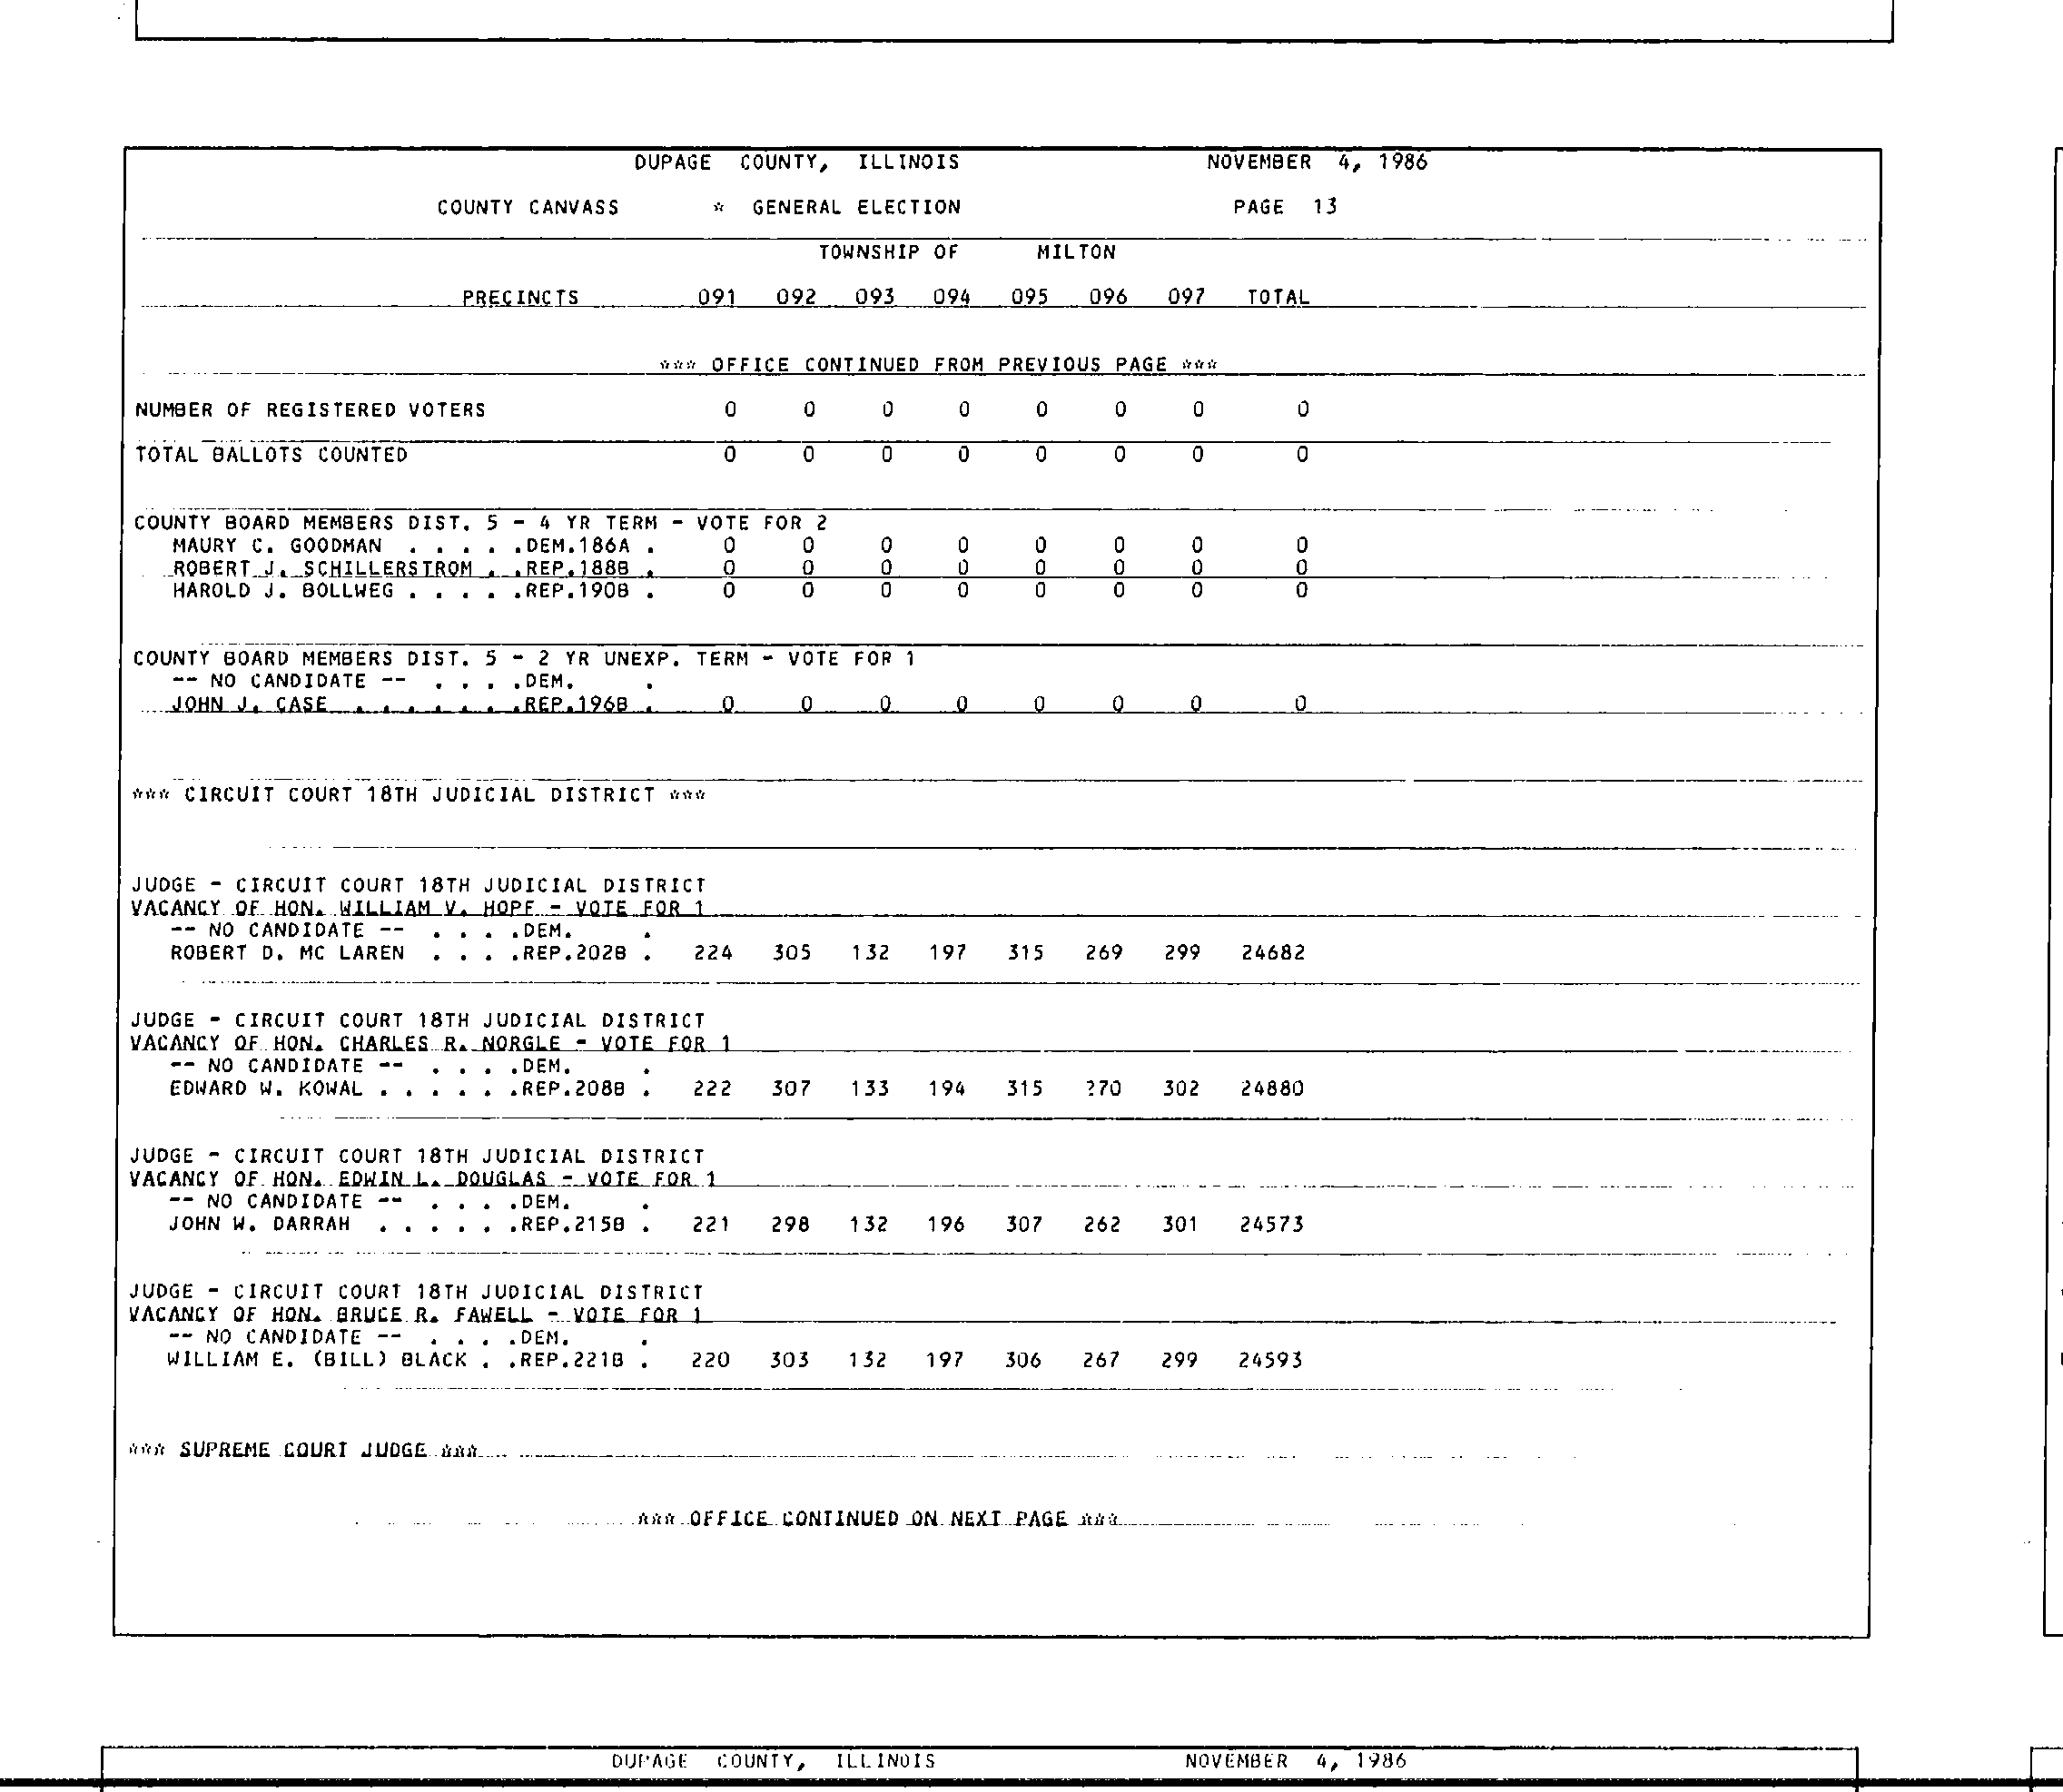 DUPAGE COUNTY, ILLINOIS NOVEMBER 4, 1986
COUNTY CANVASS * GENERAL ELECTION PAGE 13
TOWNSHIP OF MILTON
PRECINCTS 091 092 093 094 095 096 097 TOTAL
*** OFFICE CONTINUED FROM PREVIOUS PAGE ***
NUMBER OF REGISTERED VOTERS 0 0 0 0 0 0 0 0
TOTAL BALLOTS COUNTED 0 0 0 0 0 0 0 0
COUNTY BOARD MEMBERS DIST. 5 - 4 YR TERM - VOTE FOR 2
MAURY C. GOODMAN . . . . . .DEM.186A . 0 0 0 0 0 0 0 0
ROBERT J. SCHILLERSTROM . .REP.188B . 0 0 0 0 0 0 0 0
HAROLD J. BOLLWEG . . . . .REP.190B . 0 0 0 0 0 0 0 0
COUNTY BOARD MEMBERS DIST. 5 - 2 YR UNEXP. TERM - VOTE FOR 1
-- NO CANDIDATE -- . . . .DEM. .
JOHN J. CASE . . . . . . .REP.196B . 0 0 0 0 0 0 0 0
*** CIRCUIT COURT 18TH JUDICIAL DISTRICT ***
JUDGE - CIRCUIT COURT 18TH JUDICIAL DISTRICT
VACANCY OF HON. WILLIAM V. HOPF - VOTE FOR 1
-- NO CANDIDATE -- . . . .DEM. .
ROBERT D. MC LAREN . . . .REP.202B . 224 305 132 197 315 269 299 24682
JUDGE - CIRCUIT COURT 18TH JUDICIAL DISTRICT
VACANCY OF HON. CHARLES R. NORGLE - VOTE FOR 1
-- NO CANDIDATE -- . . . .DEM. .
EDWARD W. KOWAL . . . . . .REP.208B . 222 307 133 194 315 270 302 24880
JUDGE - CIRCUIT COURT 18TH JUDICIAL DISTRICT
VACANCY OF HON. EDWIN L. DOUGLAS - VOTE FOR 1
-- NO CANDIDATE -- . . . .DEM. .
JOHN W. DARRAH . . . . . .REP.215B . 221 298 132 196 307 262 301 24573
JUDGE - CIRCUIT COURT 18TH JUDICIAL DISTRICT
VACANCY OF HON. BRUCE R. FAWELL - VOTE FOR 1
-- NO CANDIDATE -- . . . .DEM. .
WILLIAM E. (BILL) BLACK . .REP.221B . 220 303 132 197 306 267 299 24593
*** SUPREME COURT JUDGE ***
*** OFFICE CONTINUED ON NEXT PAGE ***
DUPAGE COUNTY, ILLINOIS NOVEMBER 4, 1986